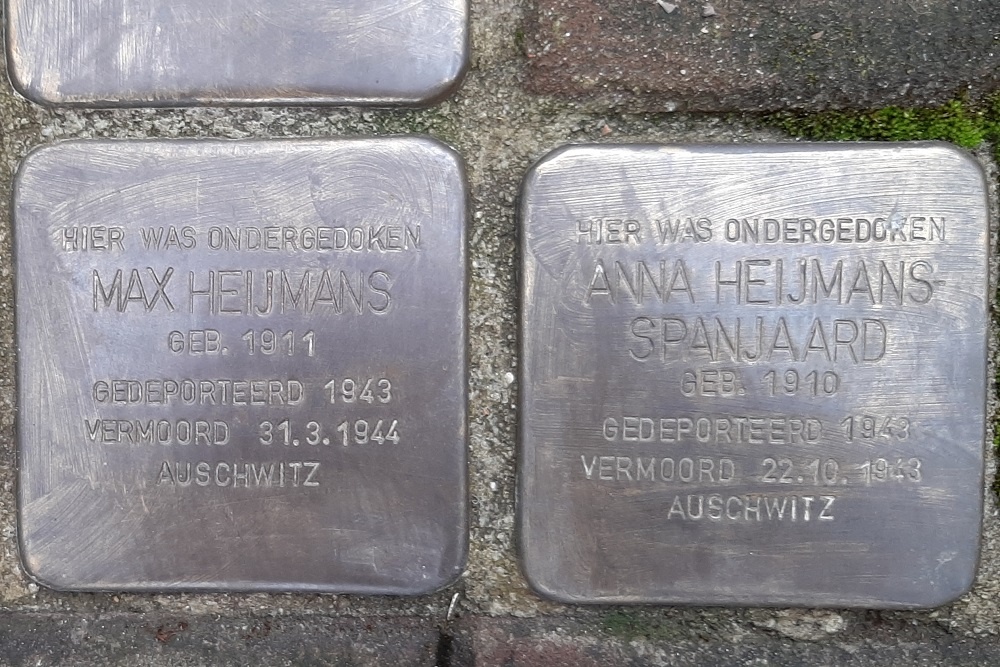 HIER WAS ONDERGEDOKEN
MAX HEIJMANS
GEB. 1911
GEDEPORTEERD 1943
VERMOORD 31.3.1944
AUSCHWITZ
HIER WAS ONDERGEDOKEN
ANNA HEIJMANS-
SPANJAARD
GEB. 1910
GEDEPORTEERD 1943
VERMOORD 22.10.1943
AUSCHWITZ